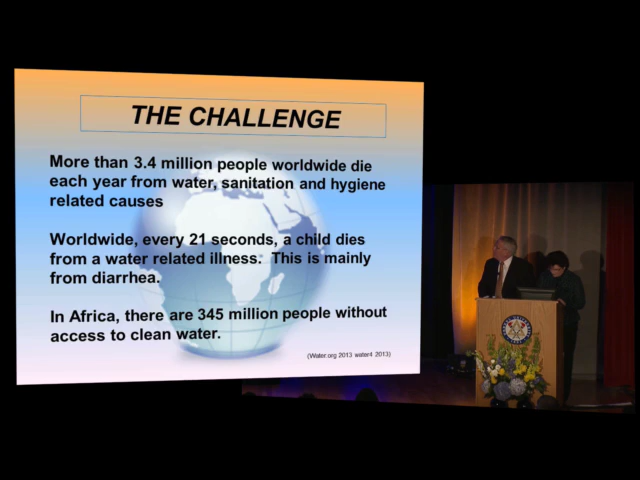 THE CHALLENGE
More than 3.4 million people worldwide die
each year from water, sanitation and hygiene
related causes
Worldwide, every 21 seconds, a child dies
from a water related illness. This is mainly
from diarrhea.
In Africa, there are 345 million people without
access to clean water.
(Water.org 2013 water4 2013)